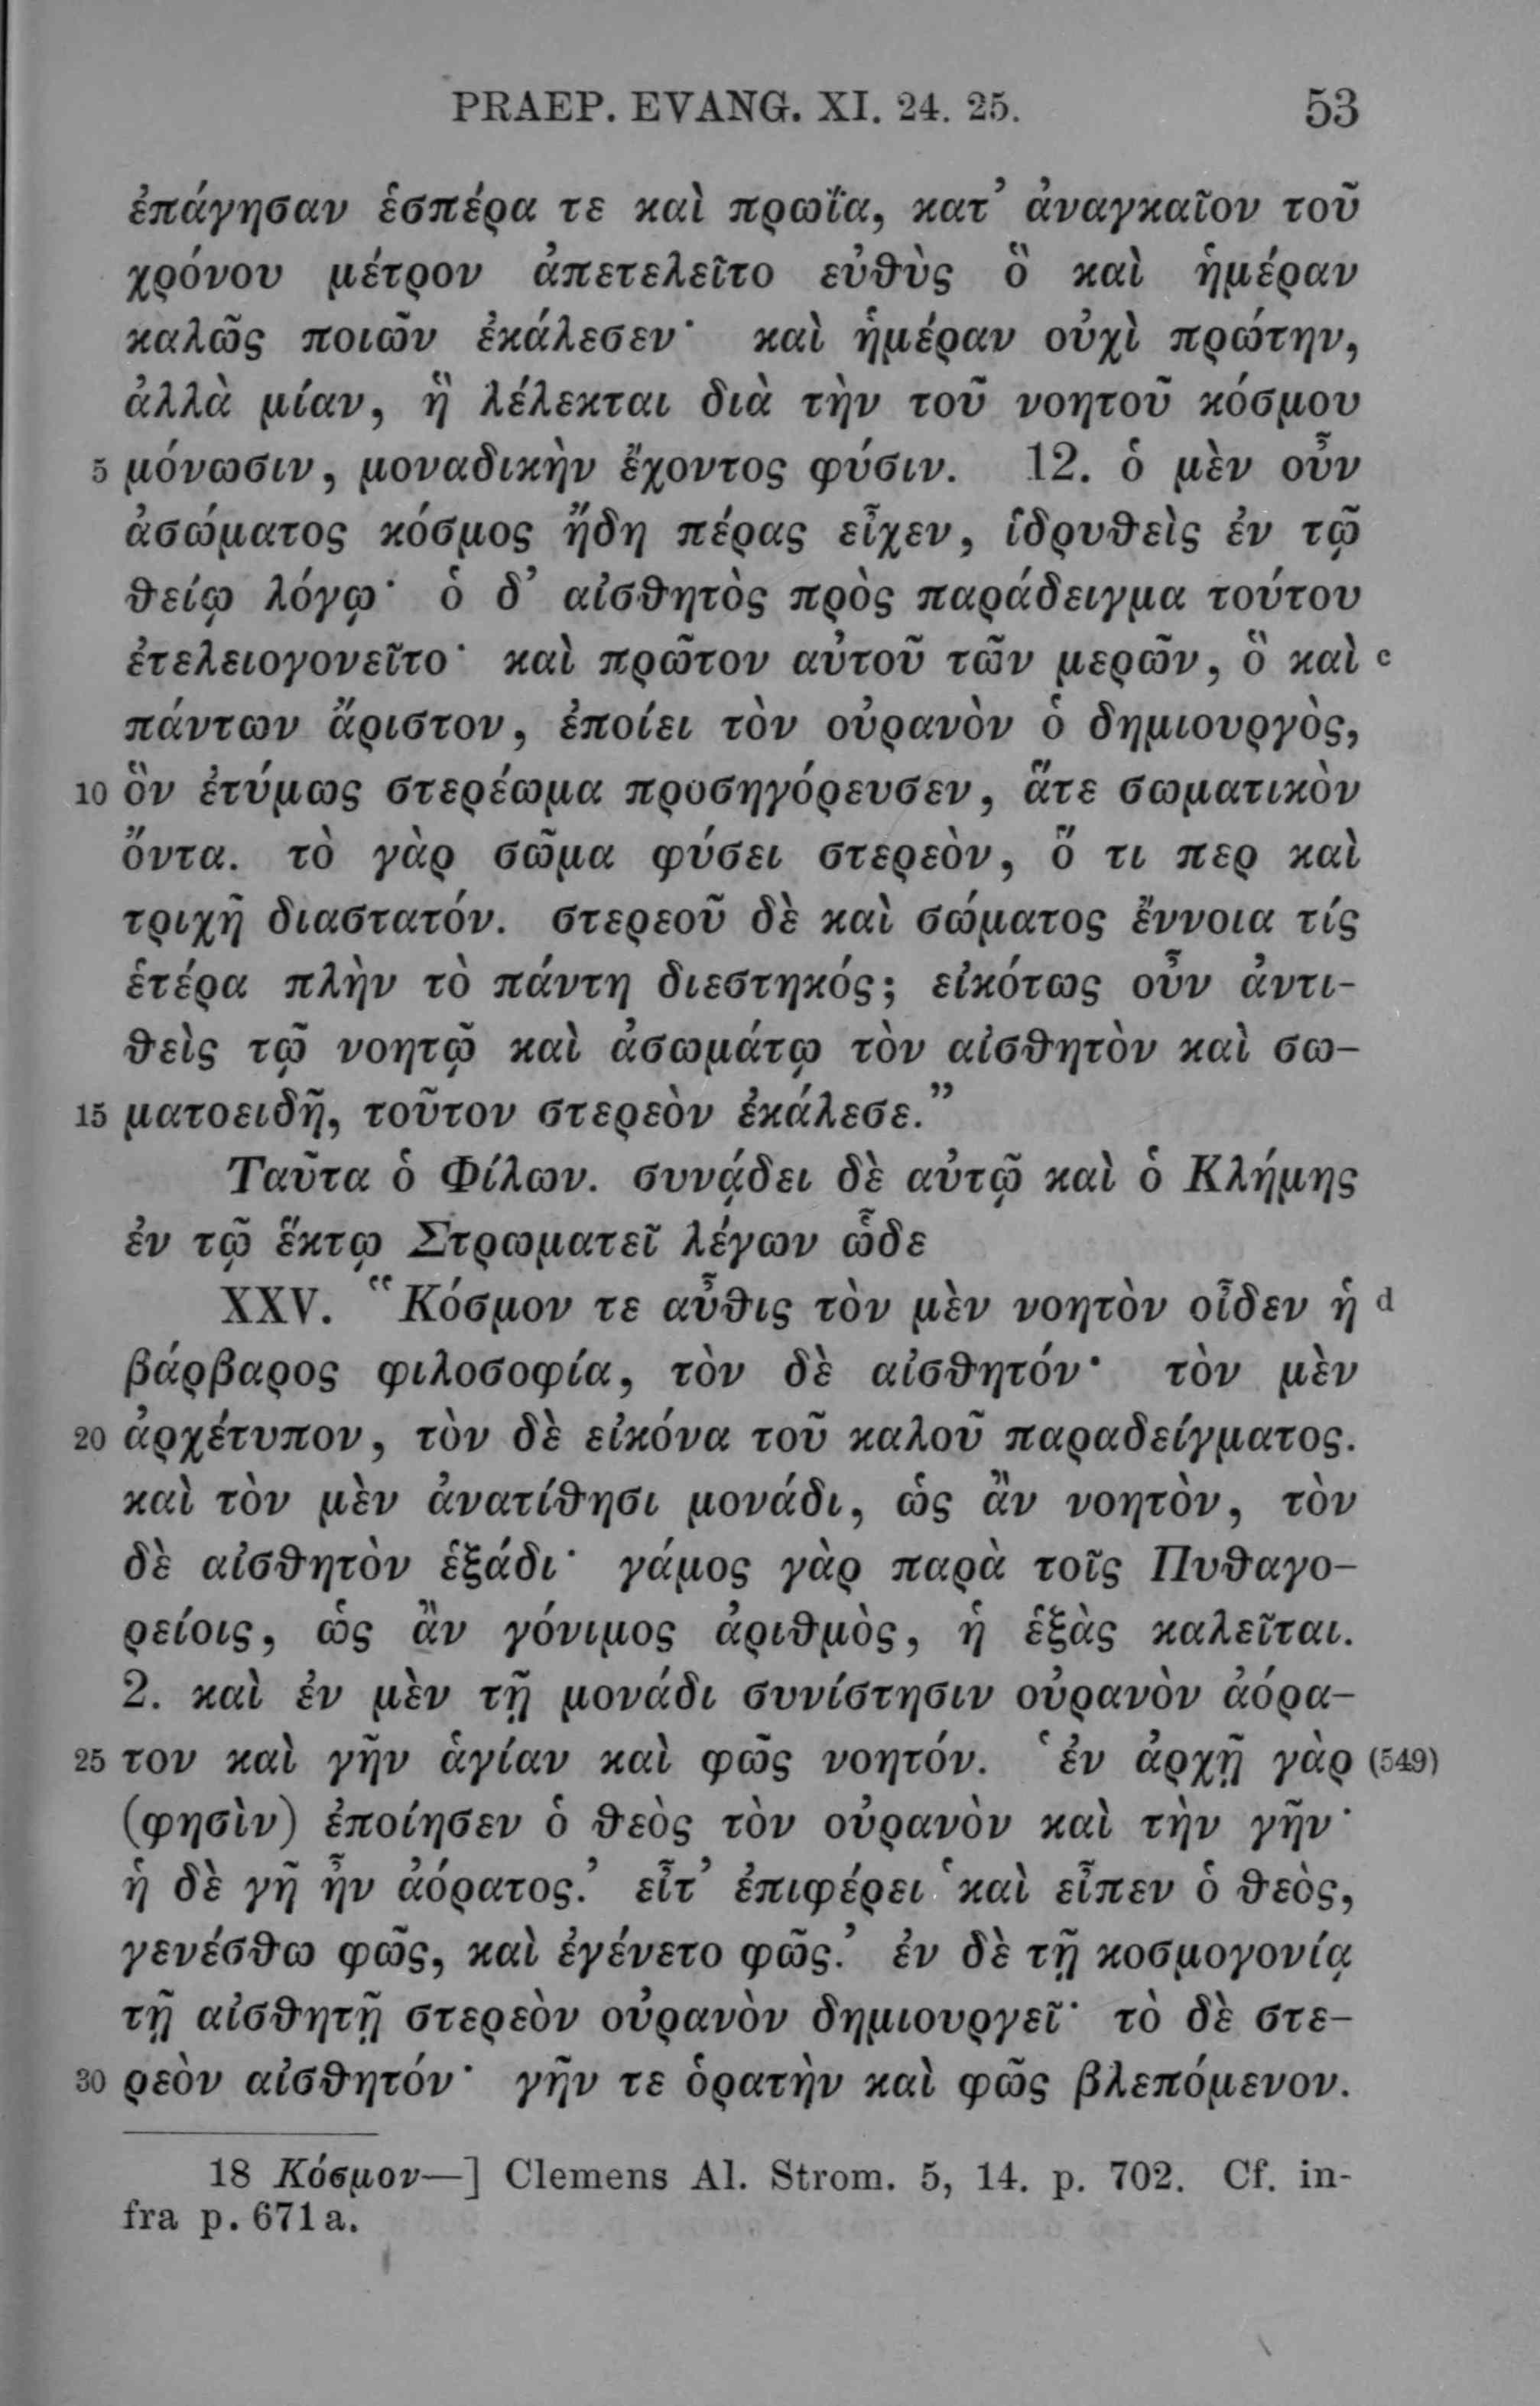 PRAEP. EVANG. XI. 24. 25. 53
ἐπάγησαν ἑσπέρα τε καὶ πρωΐα, κατ’ ἀναγκαῖον τοῦ
χρόνου μέτρον ἀπετελεῖτο εὐθὺς ὃ καὶ ἡμέραν
καλῶς ποιῶν ἐκάλεσεν· καὶ ἡμέραν οὐχὶ πρώτην,
ἀλλὰ μίαν, ἣ λέλεκται διὰ τὴν τοῦ νοητοῦ κόσμου
5 μόνωσιν, μοναδικὴν ἔχοντος φύσιν. 12. ὁ μὲν οὖν
ἀσώματος κόσμος ἤδη πέρας εἶχεν, ἱδρυθεὶς ἐν τῷ
θείῳ λόγῳ· ὁ δ’ αἰσθητὸς πρὸς παράδειγμα τούτου
ἐτελειογονεῖτο· καὶ πρῶτον αὐτοῦ τῶν μερῶν, ὃ καὶ c
πάντων ἄριστον, ἐποίει τὸν οὐρανὸν ὁ δημιουργὸς,
10 ὃν ἐτύμως στερέωμα προσηγόρευσεν, ἅτε σωματικὸν
ὄντα. τὸ γὰρ σῶμα φύσει στερεὸν, ὅ τι περ καὶ
τριχῆ διαστατόν. στερεοῦ δὲ καὶ σώματος ἔννοια τίς
ἑτέρα πλὴν τὸ πάντη διεστηκός; εἰκότως οὖν ἀντι-
θεὶς τῷ νοητῷ καὶ ἀσωμάτῳ τὸν αἰσθητὸν καὶ σω-
15 ματοειδῆ, τοῦτον στερεὸν ἐκάλεσε.”
Ταῦτα ὁ Φίλων. συνᾴδει δὲ αὐτῷ καὶ ὁ Κλήμης
ἐν τῷ ἕκτῳ Στρωματεῖ λέγων ὧδε
XXV. “Κόσμον τε αὖθις τὸν μὲν νοητὸν οἶδεν ἡ d
βάρβαρος φιλοσοφία, τὸν δὲ αἰσθητόν· τὸν μὲν
20 ἀρχέτυπον, τὸν δὲ εἰκόνα τοῦ καλοῦ παραδείγματος.
καὶ τὸν μὲν ἀνατίθησι μονάδι, ὡς ἂν νοητὸν, τὸν
δὲ αἰσθητὸν ἑξάδι· γάμος γὰρ παρὰ τοῖς Πυθαγο-
ρείοις, ὡς ἂν γόνιμος ἀριθμὸς, ἡ ἑξὰς καλεῖται.
2. καὶ ἐν μὲν τῇ μονάδι συνίστησιν οὐρανὸν ἀόρα-
25 τον καὶ γῆν ἁγίαν καὶ φῶς νοητόν. ‘ἐν ἀρχῇ γὰρ (549)
(φησὶν) ἐποίησεν ὁ θεὸς τὸν οὐρανὸν καὶ τὴν γῆν·
ἡ δὲ γῆ ἦν ἀόρατος.’ εἶτ’ ἐπιφέρει ‘καὶ εἶπεν ὁ θεὸς,
γενέσθω φῶς, καὶ ἐγένετο φῶς.’ ἐν δὲ τῇ κοσμογονίᾳ
τῇ αἰσθητῇ στερεὸν οὐρανὸν δημιουργεῖ· τὸ δὲ στε-
30 ρεὸν αἰσθητόν· γῆν τε ὁρατὴν καὶ φῶς βλεπόμενον.
18 Κόσμον—] Clemens Al. Strom. 5, 14. p. 702. Cf. in-
fra p. 671 a.